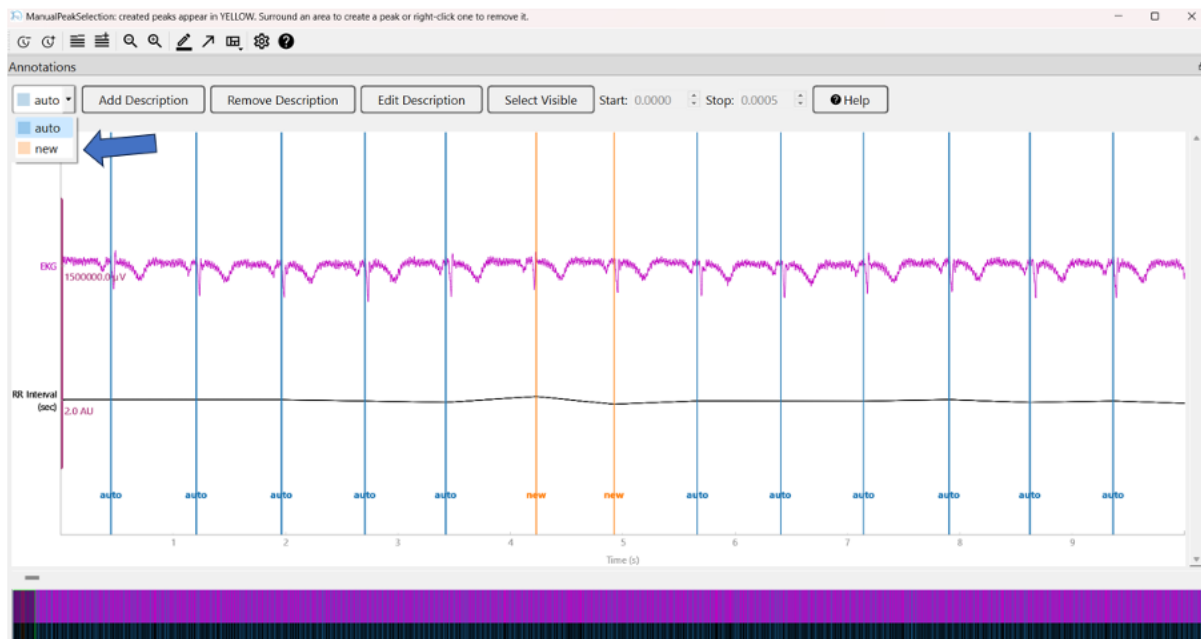 ManualPeakSelection: created peaks appear in YELLOW. Surround an area to create a peak or right-click one to remove it.
Annotations
auto Add Description Remove Description Edit Description Select Visible Start: 0.0000 Stop: 0.0005 Help
auto
new
EKG
1500000.0 µV
RR Interval
(sec)
2.0 AU
auto auto auto auto auto new new auto auto auto auto auto auto
1 2 3 4 5 6 7 8 9
Time (s)